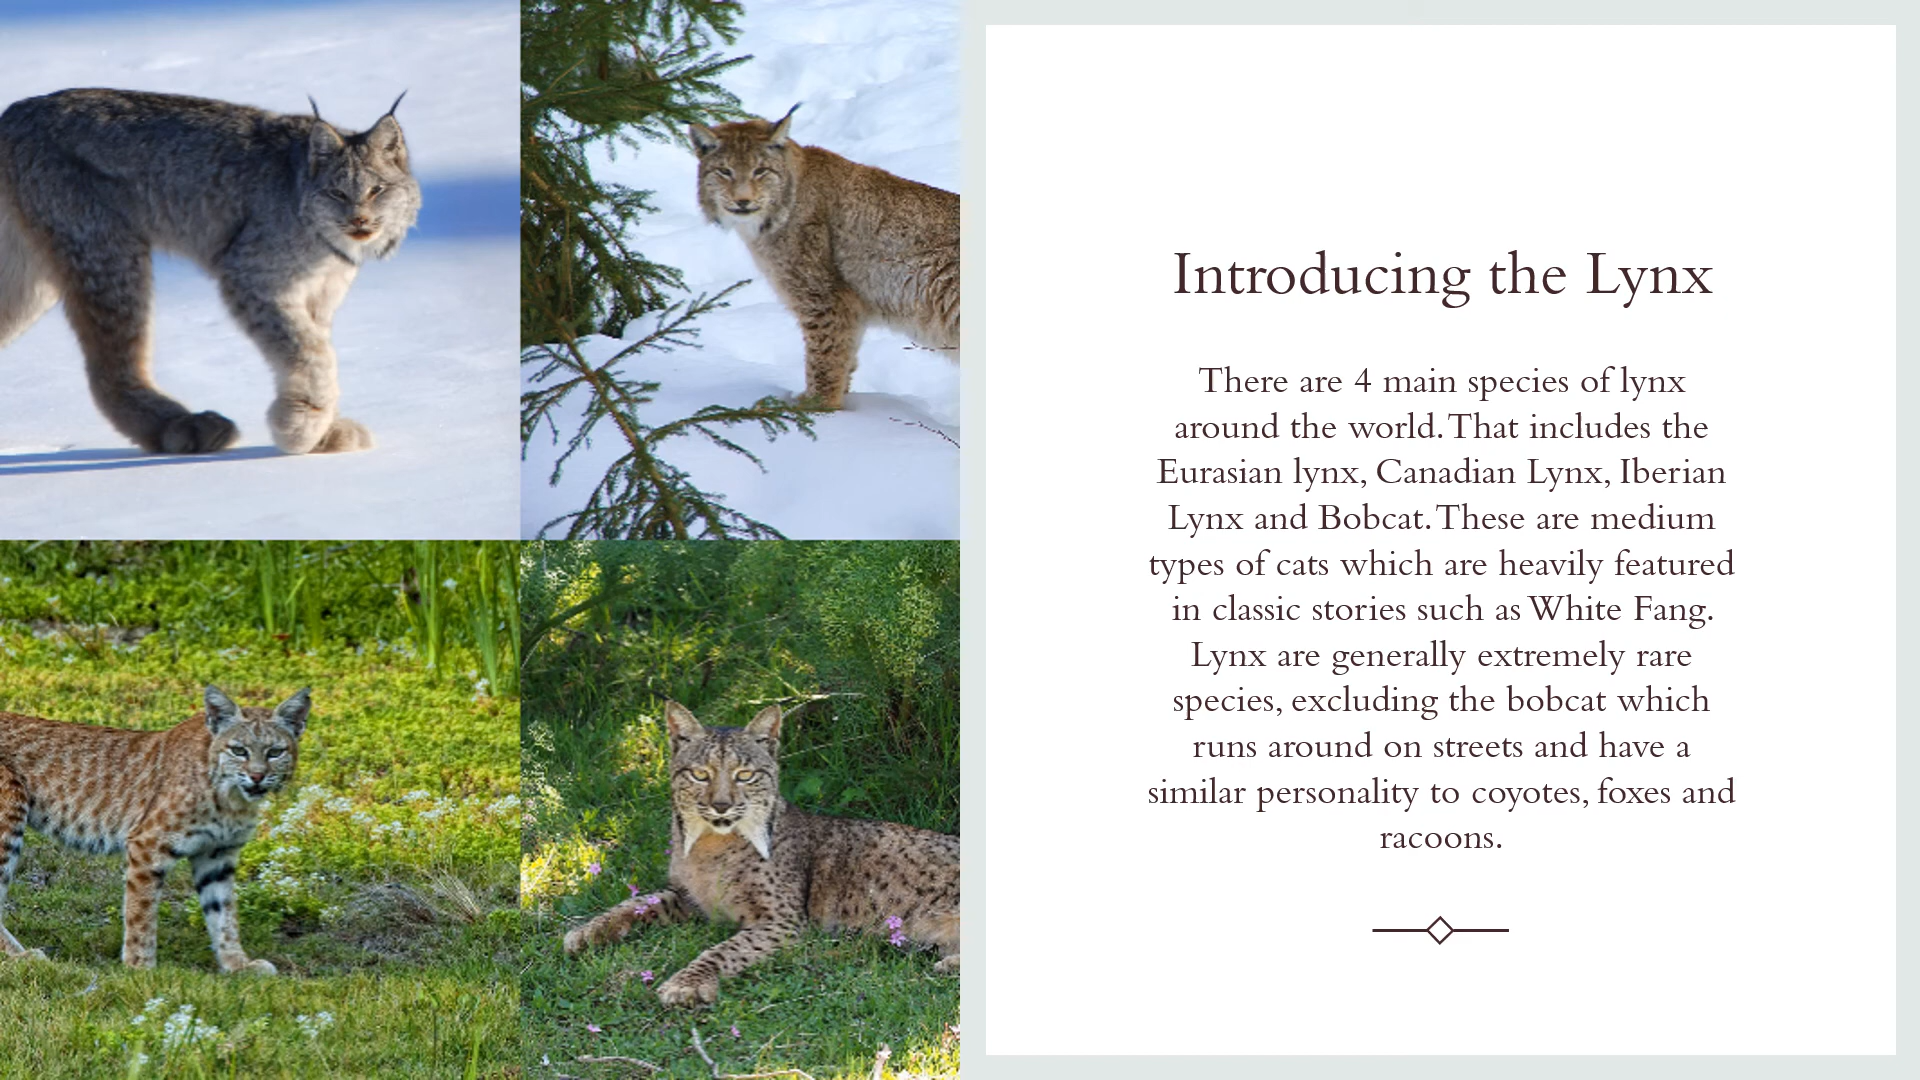 Introducing the Lynx
There are 4 main species of lynx
around the world. That includes the
Eurasian lynx, Canadian Lynx, Iberian
Lynx and Bobcat. These are medium
types of cats which are heavily featured
in classic stories such as White Fang.
Lynx are generally extremely rare
species, excluding the bobcat which
runs around on streets and have a
similar personality to coyotes, foxes and
racoons.